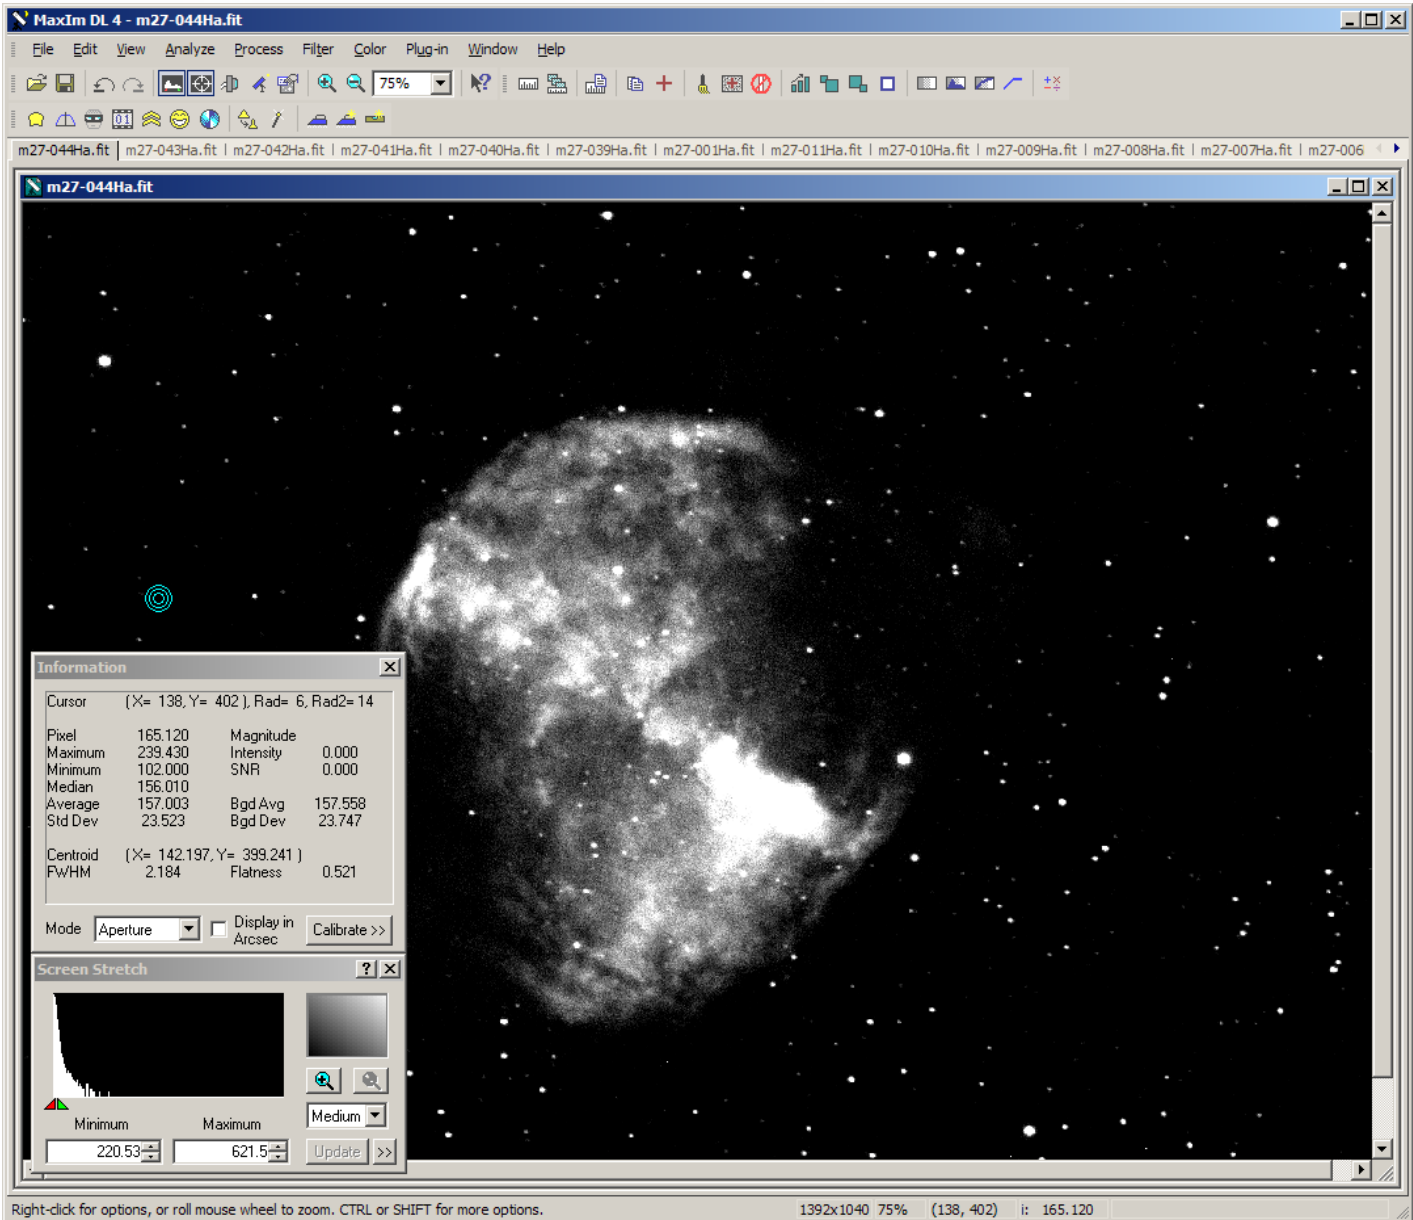 MaxIm DL 4 - m27-044Ha.fit
File Edit View Analyze Process Filter Color Plug-in Window Help
75%
01
m27-044Ha.fit m27-043Ha.fit m27-042Ha.fit m27-041Ha.fit m27-040Ha.fit m27-039Ha.fit m27-001Ha.fit m27-011Ha.fit m27-010Ha.fit m27-009Ha.fit m27-008Ha.fit m27-007Ha.fit m27-006
m27-044Ha.fit
Information
Cursor (X= 138, Y= 402 ), Rad= 6, Rad2= 14
Pixel 165.120 Magnitude
Maximum 239.430 Intensity 0.000
Minimum 102.000 SNR 0.000
Median 156.010
Average 157.003 Bgd Avg 157.558
Std Dev 23.523 Bgd Dev 23.747
Centroid (X= 142.197, Y= 399.241 )
FWHM 2.184 Flatness 0.521
Mode Aperture Display in Arcsec Calibrate >>
Screen Stretch
Medium
Minimum Maximum
220.53 621.5 Update >>
Right-click for options, or roll mouse wheel to zoom. CTRL or SHIFT for more options. 1392x1040 75% (138, 402) i: 165.120